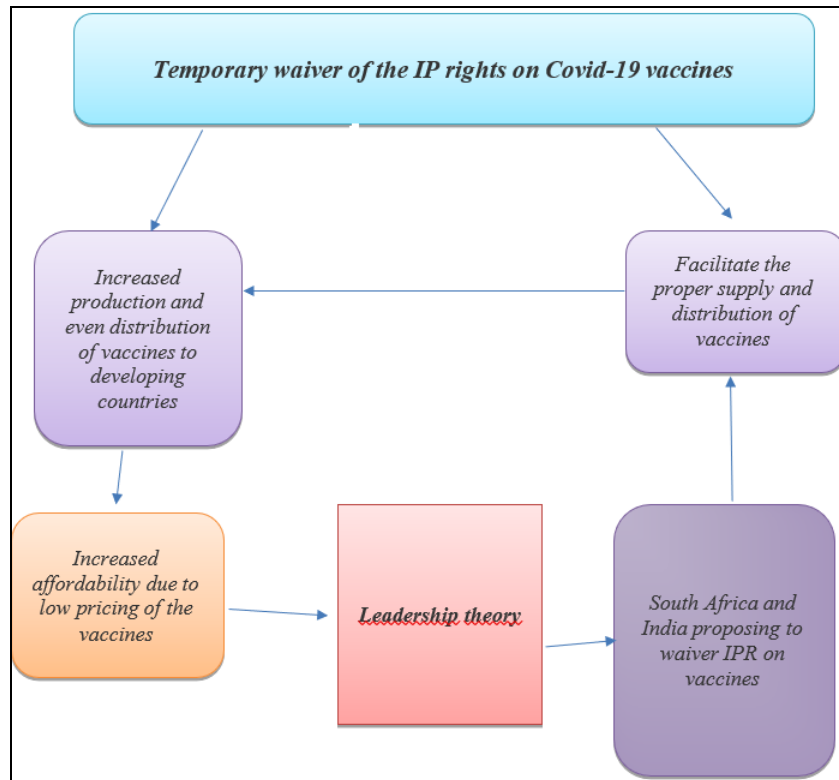 Temporary waiver of the IP rights on Covid-19 vaccines
Increased
production and
even distribution
of vaccines to
developing
countries
Facilitate the
proper supply and
distribution of
vaccines
Increased
affordability due to
low pricing of the
vaccines
Leadership theory
South Africa and
India proposing to
waiver IPR on
vaccines